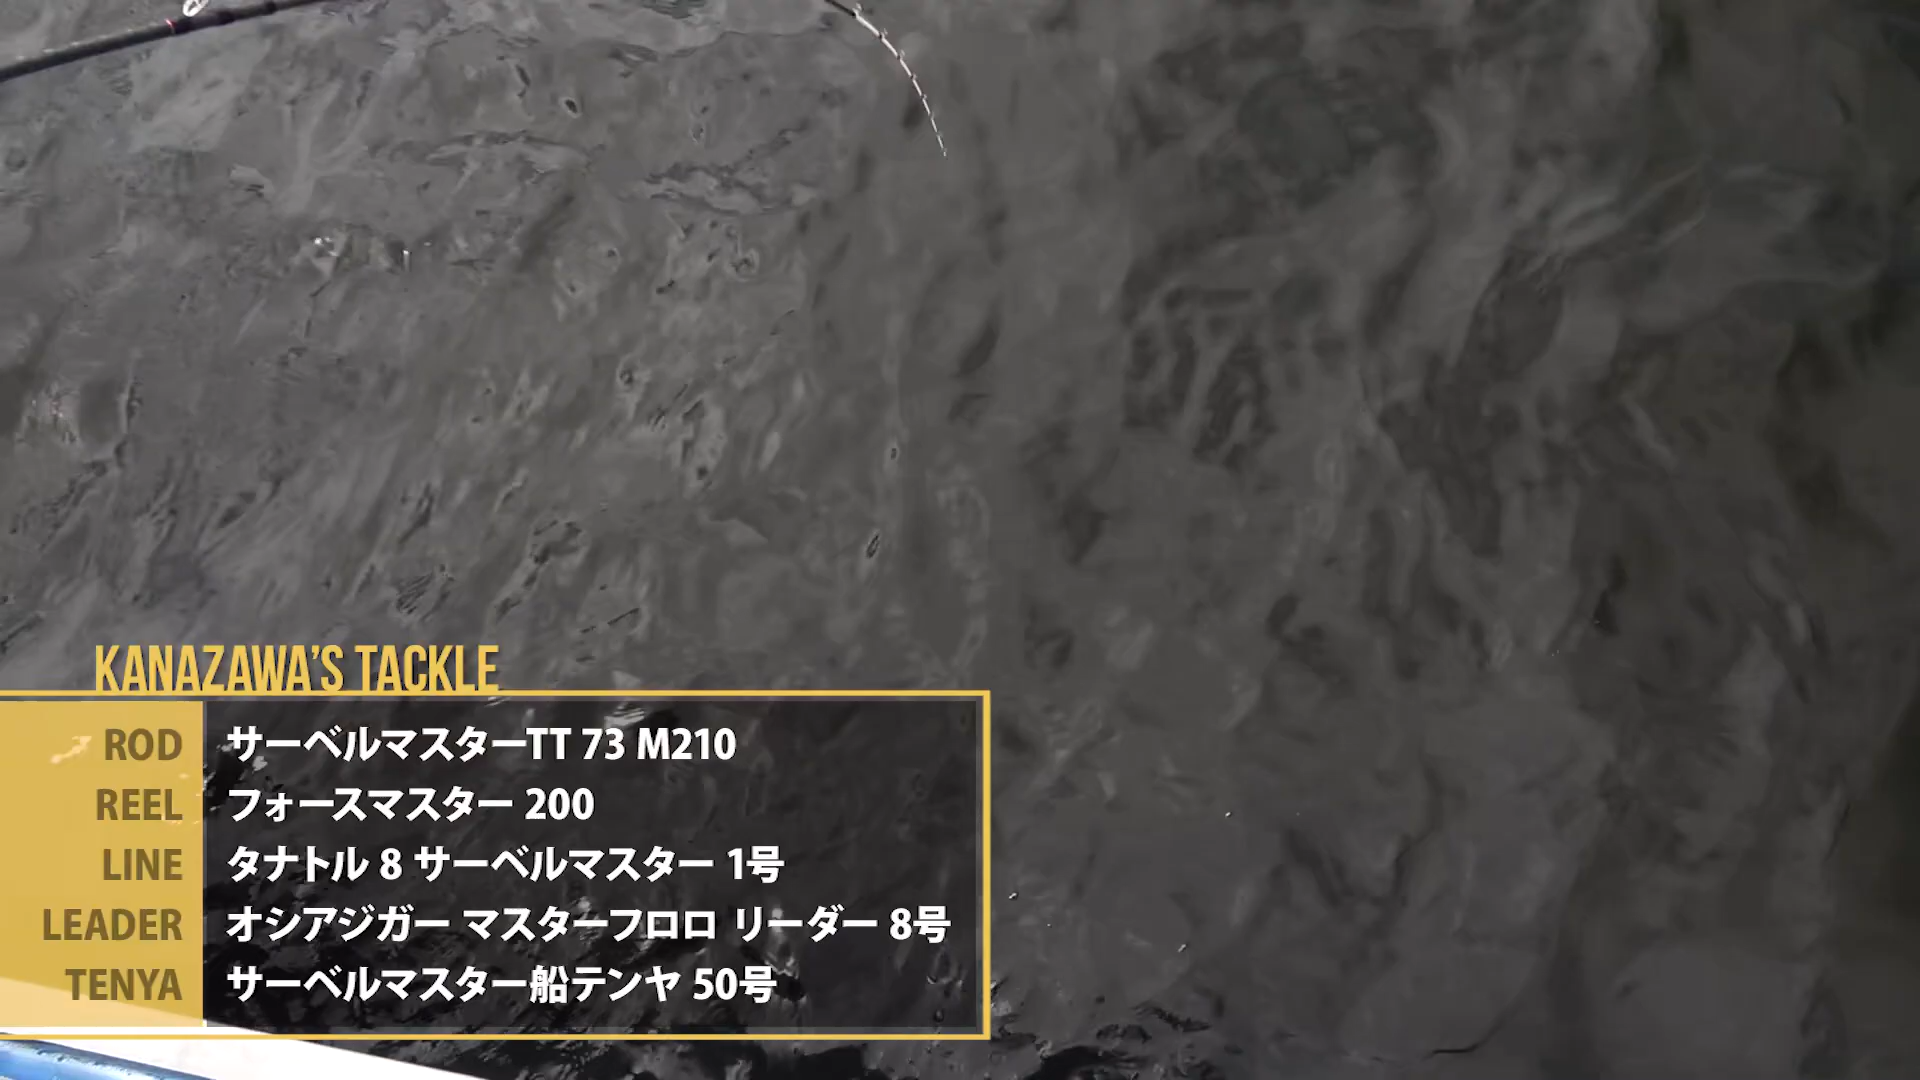 KANAZAWA'S TACKLE
ROD サーベルマスターTT 73 M210
REEL フォースマスター 200
LINE タナトル 8 サーベルマスター 1号
LEADER オシアジガー マスターフロロ リーダー 8号
TENYA サーベルマスター船テンヤ 50号